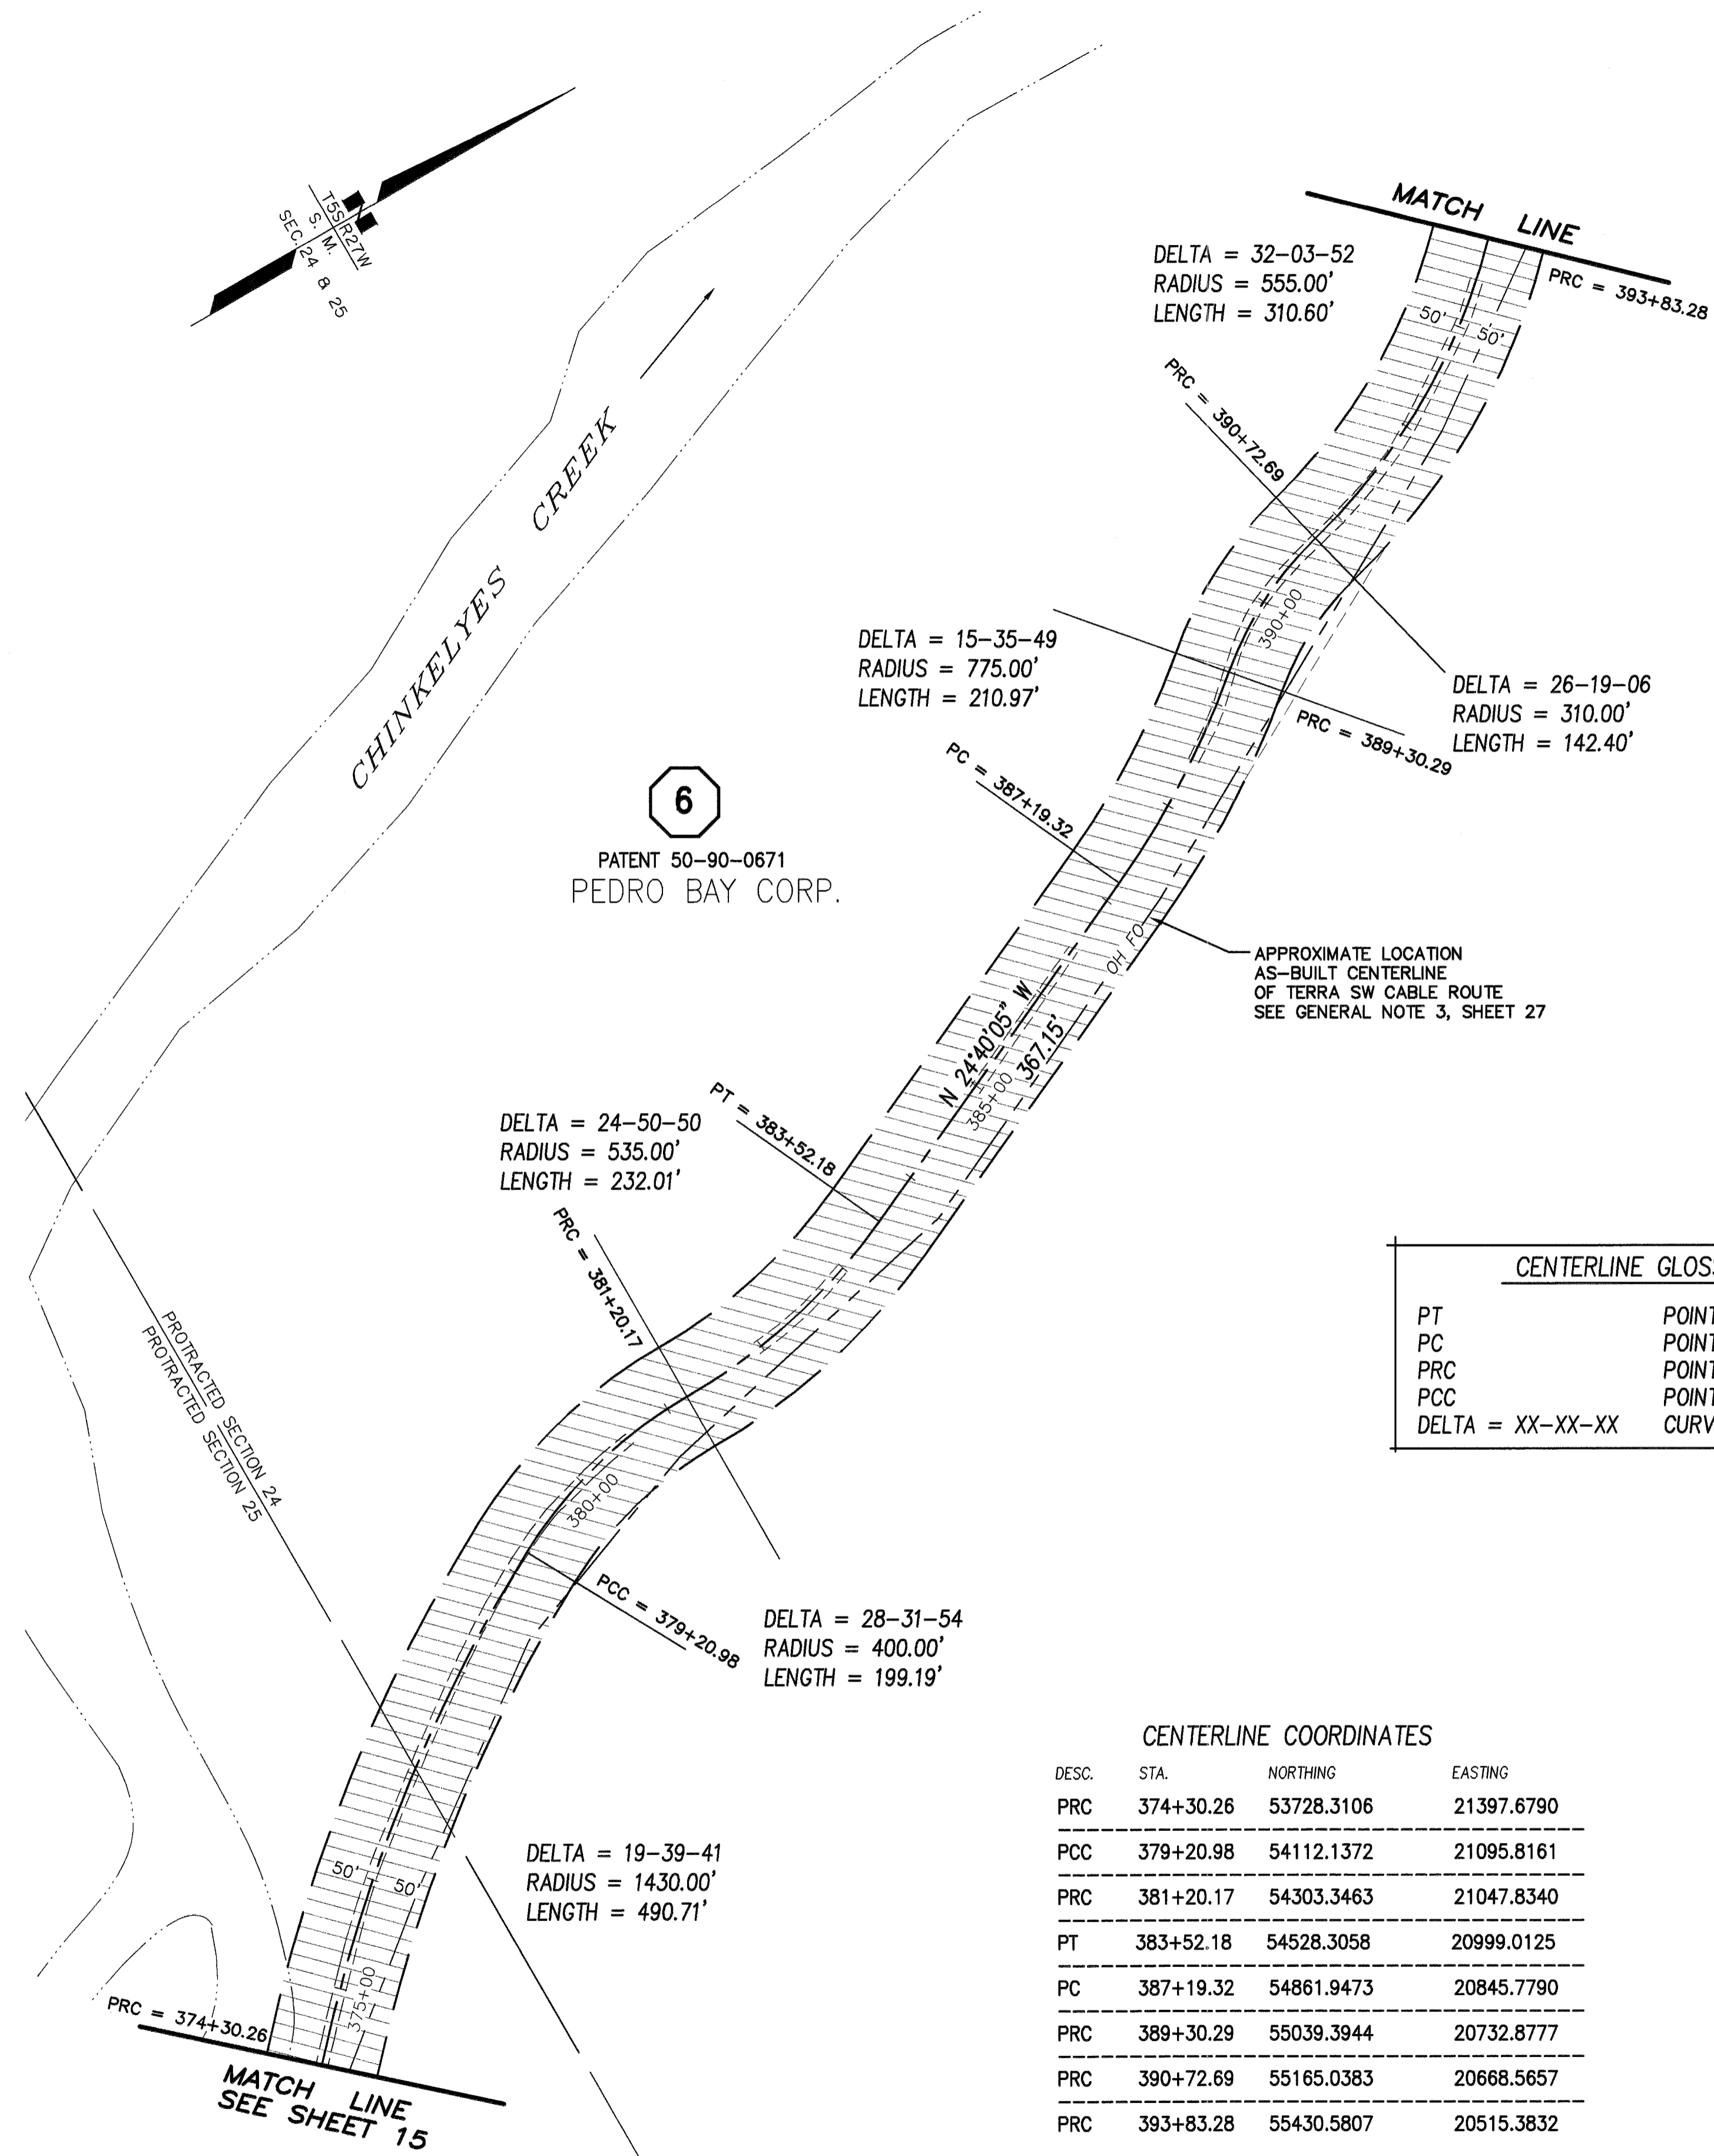 T5S R27W
S. M.
SEC. 24 & 25
N
CHINKELYES CREEK
MATCH LINE
PRC = 393+83.28
DELTA = 32-03-52
RADIUS = 555.00'
LENGTH = 310.60'
50' 50'
PRC = 390+72.69
390+00
DELTA = 15-35-49
RADIUS = 775.00'
LENGTH = 210.97'
DELTA = 26-19-06
RADIUS = 310.00'
LENGTH = 142.40'
PRC = 389+30.29
PC = 387+19.32
6
PATENT 50-90-0671
PEDRO BAY CORP.
OH FO
APPROXIMATE LOCATION
AS-BUILT CENTERLINE
OF TERRA SW CABLE ROUTE
SEE GENERAL NOTE 3, SHEET 27
N 24°40'05" W
367.15'
385+00
PT = 383+52.18
DELTA = 24-50-50
RADIUS = 535.00'
LENGTH = 232.01'
PRC = 381+20.17
PROTRACTED SECTION 24
PROTRACTED SECTION 25
380+00
PCC = 379+20.98
DELTA = 28-31-54
RADIUS = 400.00'
LENGTH = 199.19'
CENTERLINE GLOSS
PT POINT
PC POINT
PRC POINT
PCC POINT
DELTA = XX-XX-XX CURV
DELTA = 19-39-41
RADIUS = 1430.00'
LENGTH = 490.71'
50' 50'
375+00
PRC = 374+30.26
MATCH LINE
SEE SHEET 15
CENTERLINE COORDINATES
DESC. STA. NORTHING EASTING
PRC 374+30.26 53728.3106 21397.6790
PCC 379+20.98 54112.1372 21095.8161
PRC 381+20.17 54303.3463 21047.8340
PT 383+52.18 54528.3058 20999.0125
PC 387+19.32 54861.9473 20845.7790
PRC 389+30.29 55039.3944 20732.8777
PRC 390+72.69 55165.0383 20668.5657
PRC 393+83.28 55430.5807 20515.3832